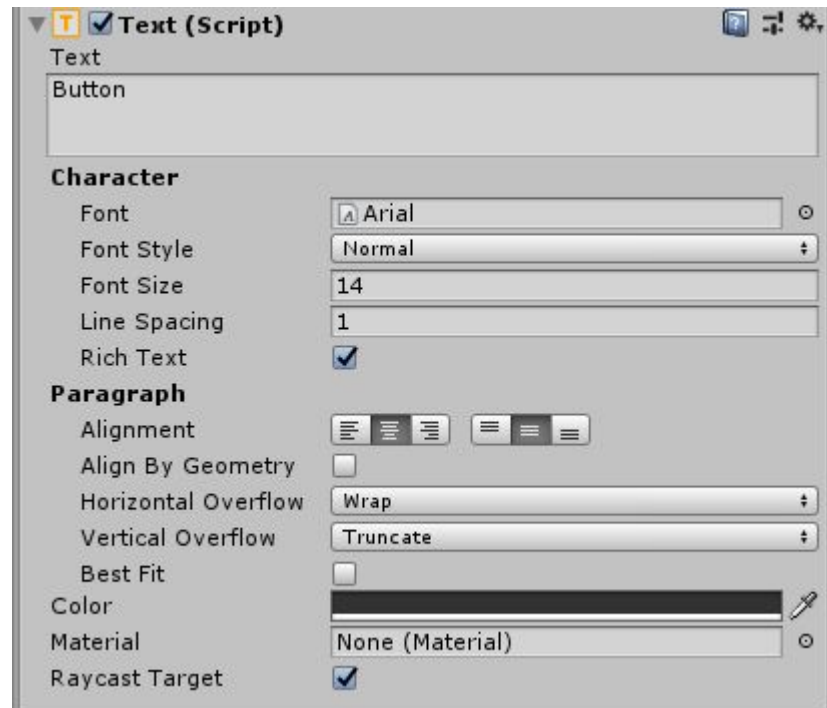 Text (Script)
Text
Button
Character
Font Arial
Font Style Normal
Font Size 14
Line Spacing 1
Rich Text
Paragraph
Alignment
Align By Geometry
Horizontal Overflow Wrap
Vertical Overflow Truncate
Best Fit
Color
Material None (Material)
Raycast Target